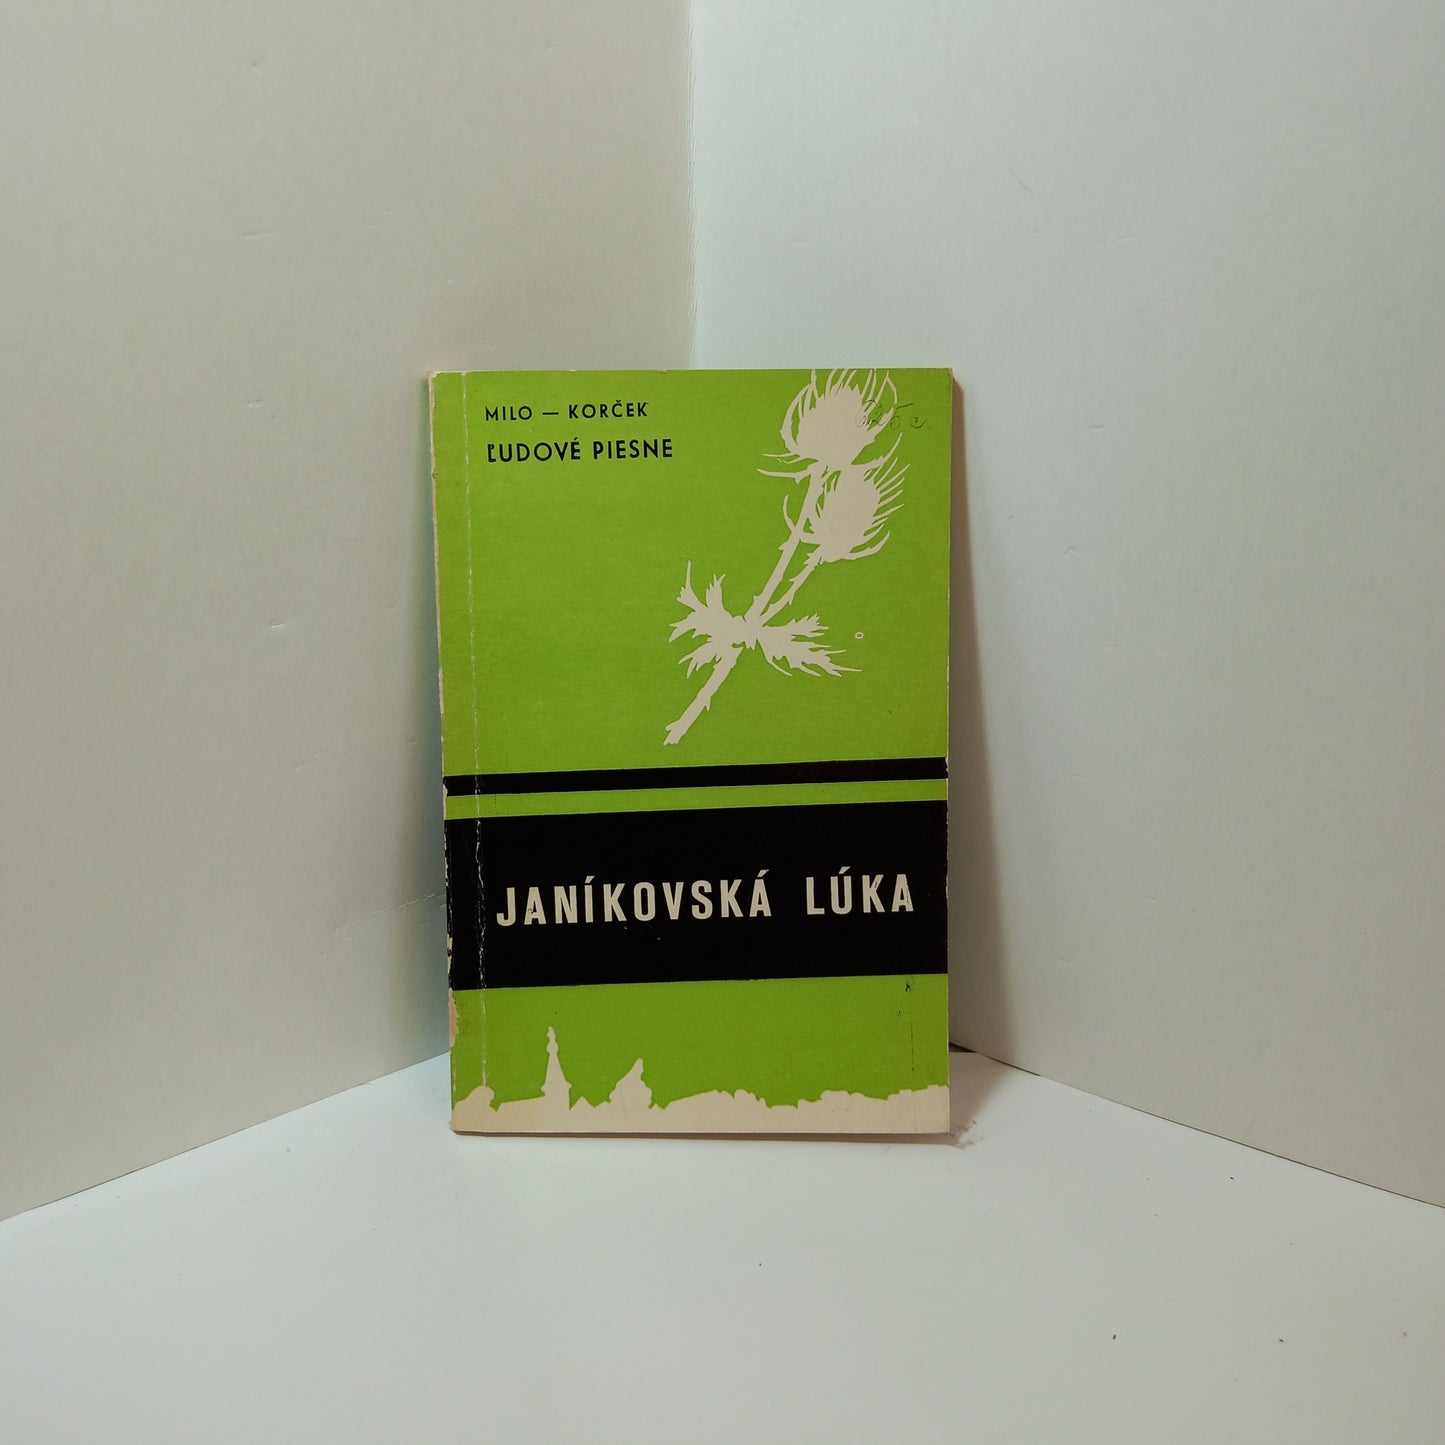 MILO — KORČEK
ĽUDOVÉ PIESNE
JANÍKOVSKÁ LÚKA